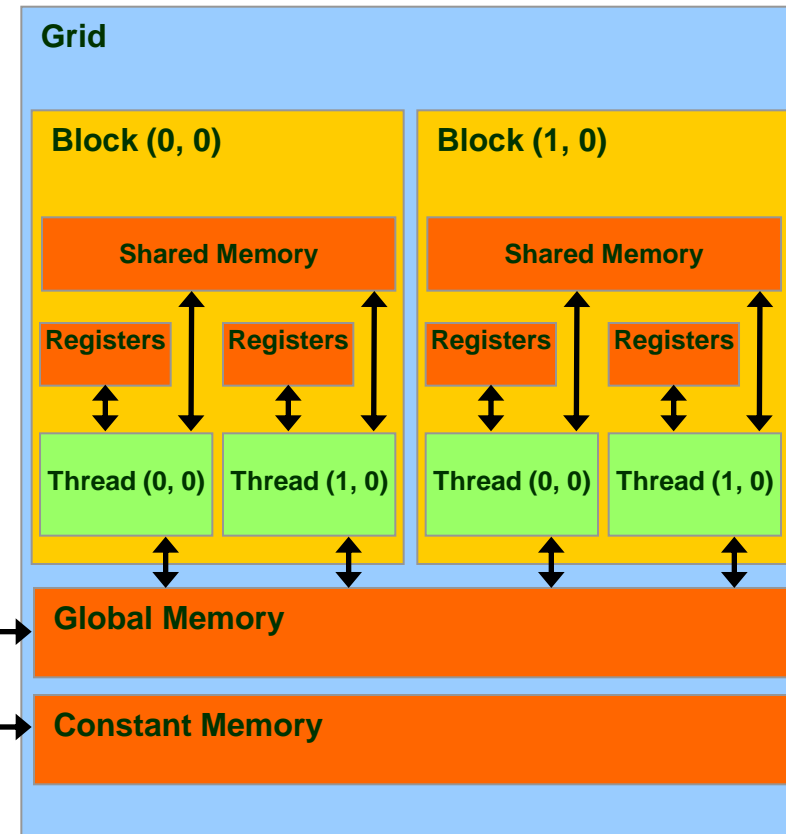 Grid
Block (0, 0)
Block (1, 0)
Shared Memory
Shared Memory
Registers
Registers
Registers
Registers
Thread (0, 0)
Thread (1, 0)
Thread (0, 0)
Thread (1, 0)
Global Memory
Constant Memory